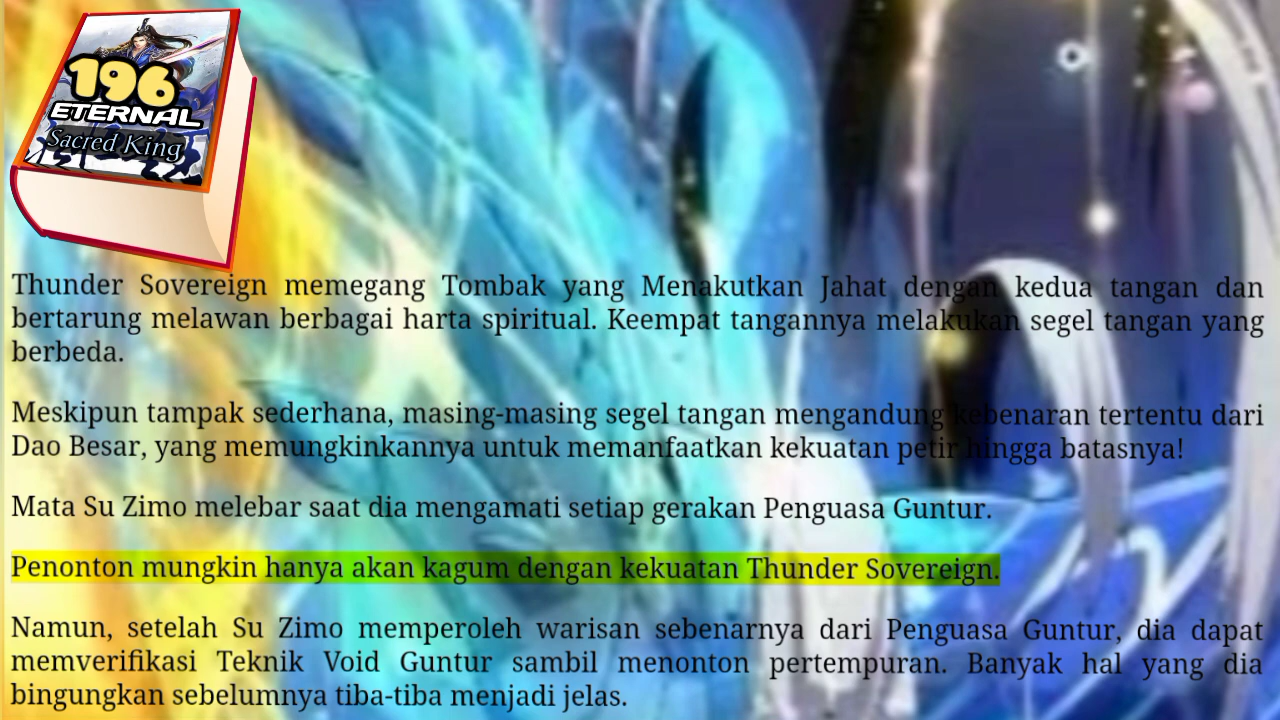 196
ETERNAL
Sacred King
Thunder Sovereign memegang Tombak yang Menakutkan Jahat dengan kedua tangan dan
bertarung melawan berbagai harta spiritual. Keempat tangannya melakukan segel tangan yang
berbeda.
Meskipun tampak sederhana, masing-masing segel tangan mengandung kebenaran tertentu dari
Dao Besar, yang memungkinkannya untuk memanfaatkan kekuatan petir hingga batasnya!
Mata Su Zimo melebar saat dia mengamati setiap gerakan Penguasa Guntur.
Penonton mungkin hanya akan kagum dengan kekuatan Thunder Sovereign.
Namun, setelah Su Zimo memperoleh warisan sebenarnya dari Penguasa Guntur, dia dapat
memverifikasi Teknik Void Guntur sambil menonton pertempuran. Banyak hal yang dia
bingungkan sebelumnya tiba-tiba menjadi jelas.